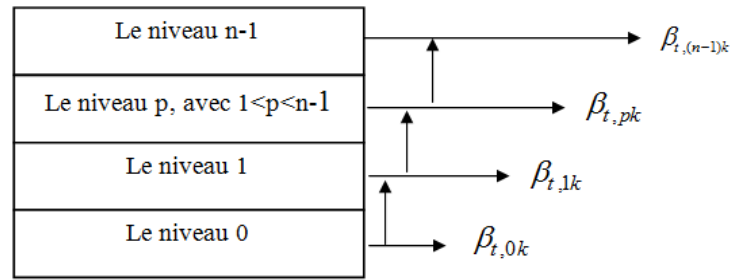 Le niveau n-1
β_{t,(n-1)k}
Le niveau p, avec 1<p<n-1
β_{t,pk}
Le niveau 1
β_{t,1k}
Le niveau 0
β_{t,0k}